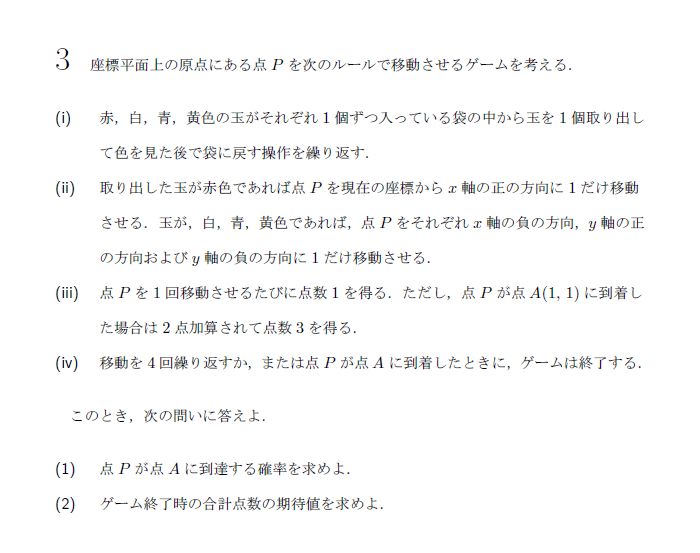 3 座標平面上の原点にある点 P を次のルールで移動させるゲームを考える．
(i) 赤，白，青，黄色の玉がそれぞれ 1 個ずつ入っている袋の中から玉を 1 個取り出し
て色を見た後で袋に戻す操作を繰り返す．
(ii) 取り出した玉が赤色であれば点 P を現在の座標から x 軸の正の方向に 1 だけ移動
させる．玉が，白，青，黄色であれば，点 P をそれぞれ x 軸の負の方向，y 軸の正
の方向および y 軸の負の方向に 1 だけ移動させる．
(iii) 点 P を 1 回移動させるたびに点数 1 を得る．ただし，点 P が点 A(1, 1) に到着し
た場合は 2 点加算されて点数 3 を得る．
(iv) 移動を 4 回繰り返すか，または点 P が点 A に到着したときに，ゲームは終了する．
このとき，次の問いに答えよ．
(1) 点 P が点 A に到達する確率を求めよ．
(2) ゲーム終了時の合計点数の期待値を求めよ．